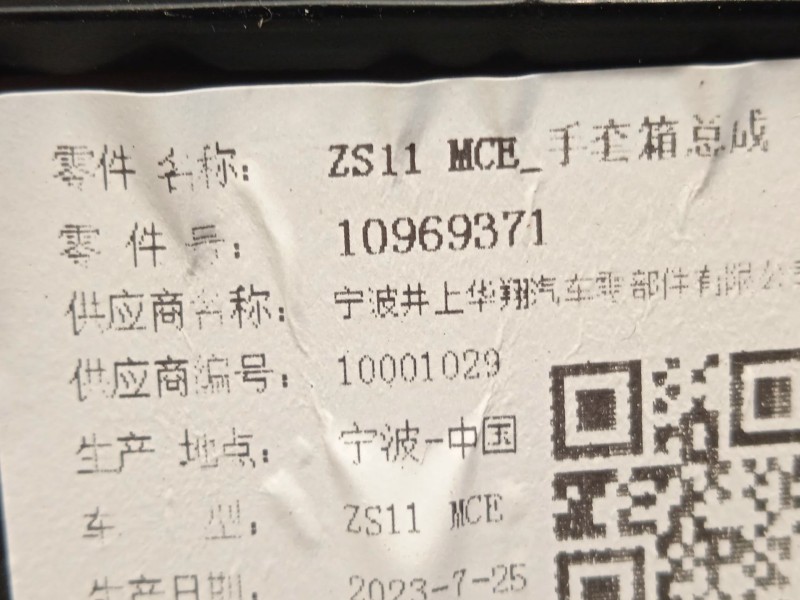 零件 名称: ZS11 MCE_手套箱总成
零 件 号: 10969371
供应商名称: 宁波井上华翔汽车零部件有限公司
供应商编号: 10001029
生产 地点: 宁波-中国
车 型: ZS11 MCE
生产日期: 2023-7-25